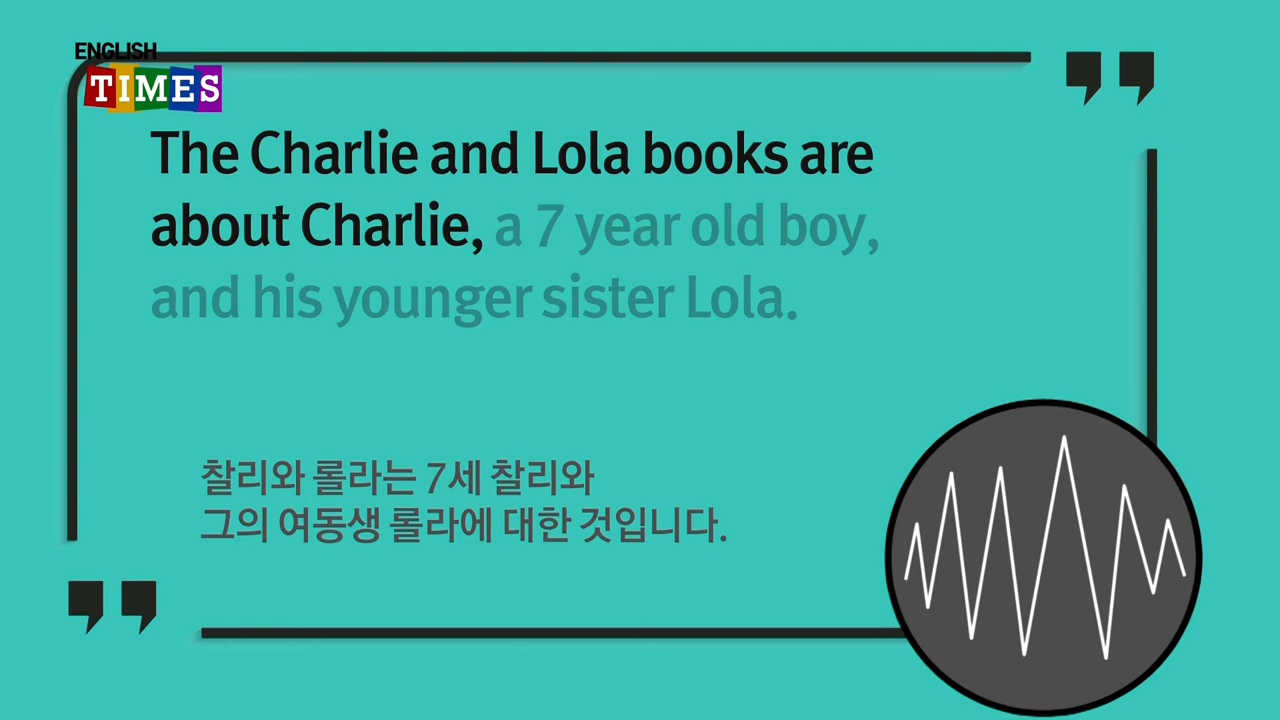 ENGLISH
TIMES
The Charlie and Lola books are
about Charlie, a 7 year old boy,
and his younger sister Lola.
찰리와 롤라는 7세 찰리와
그의 여동생 롤라에 대한 것입니다.